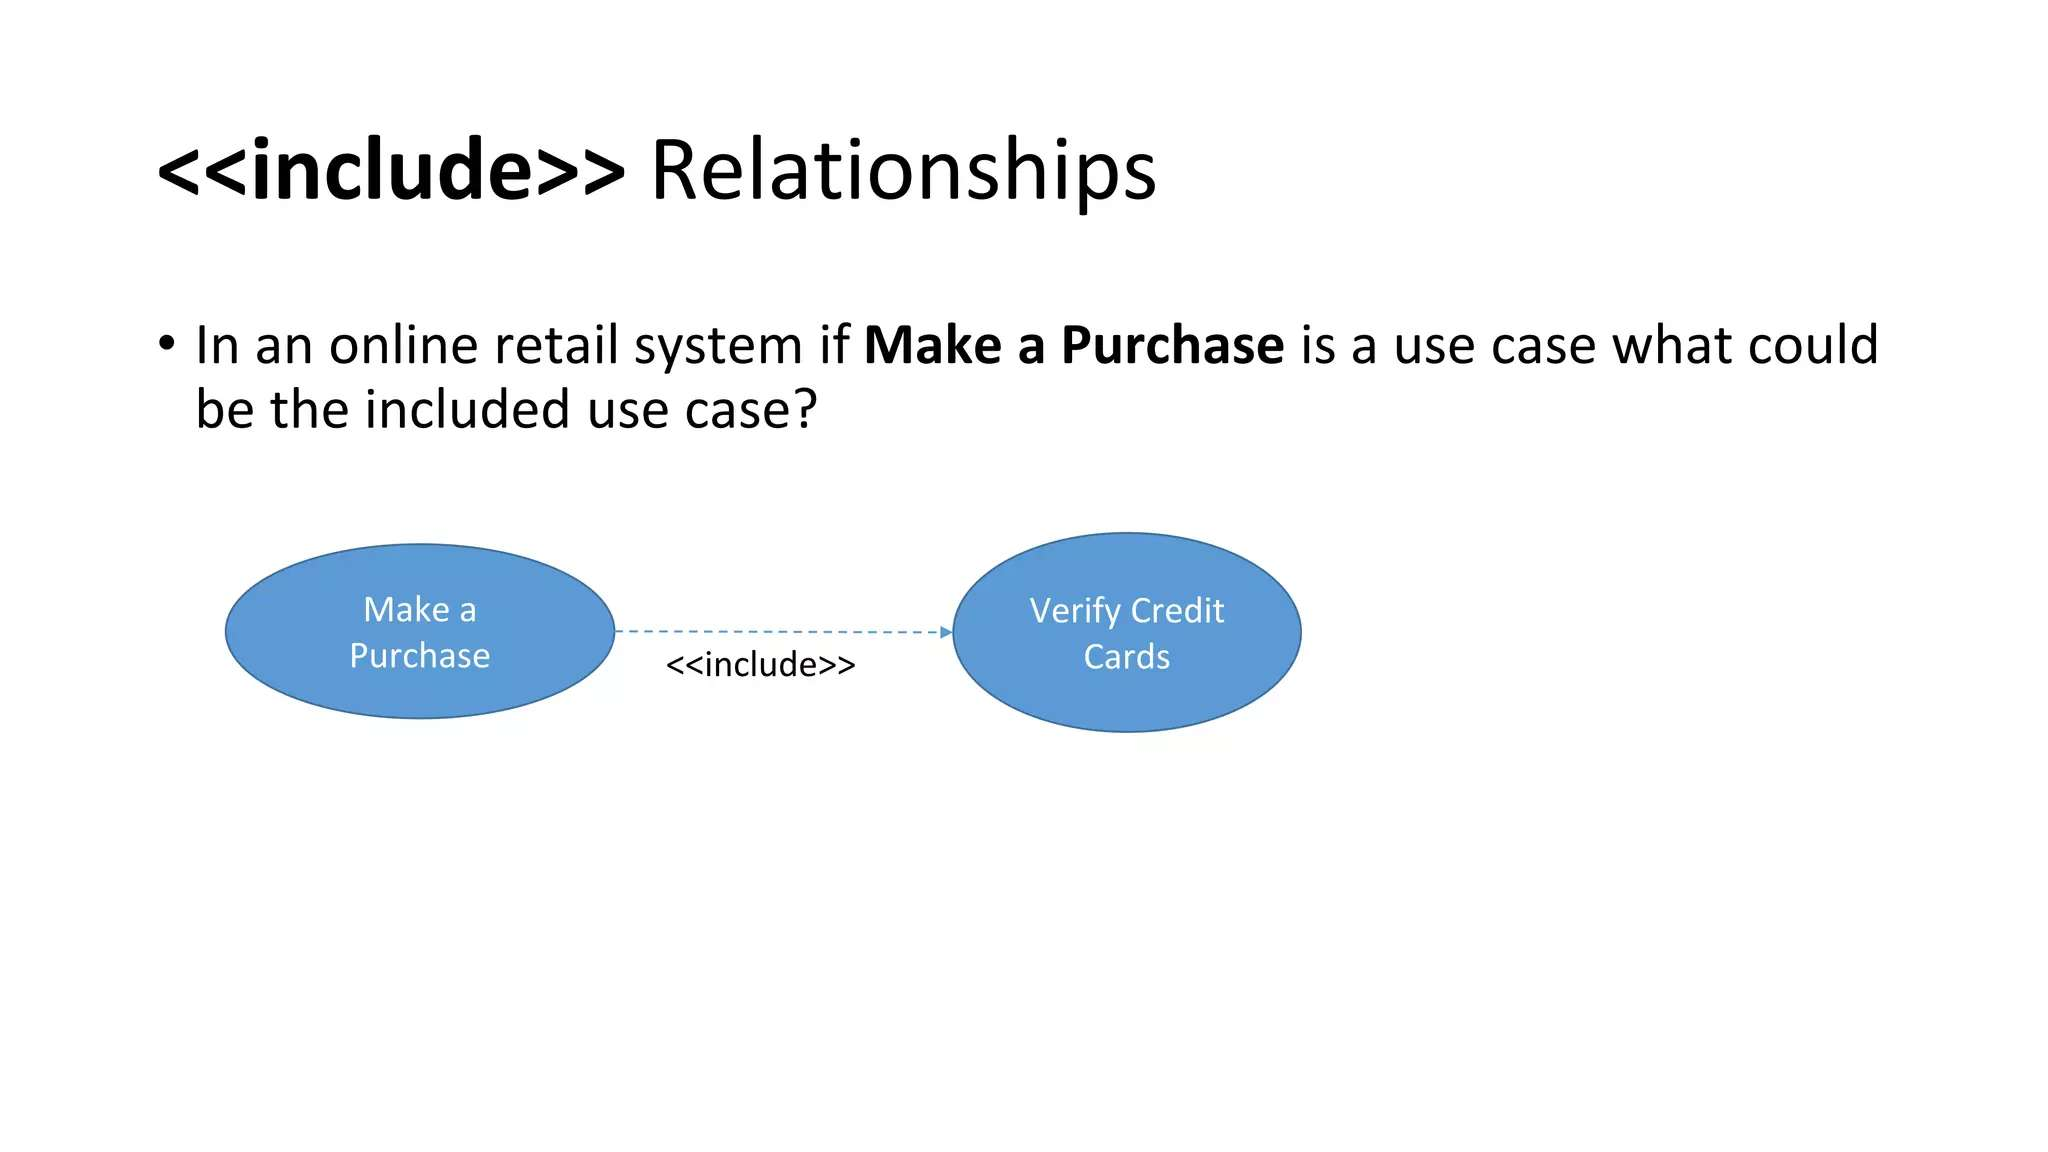 <<include>> Relationships
• In an online retail system if Make a Purchase is a use case what could
be the included use case?
Make a
Purchase
<<include>>
Verify Credit
Cards